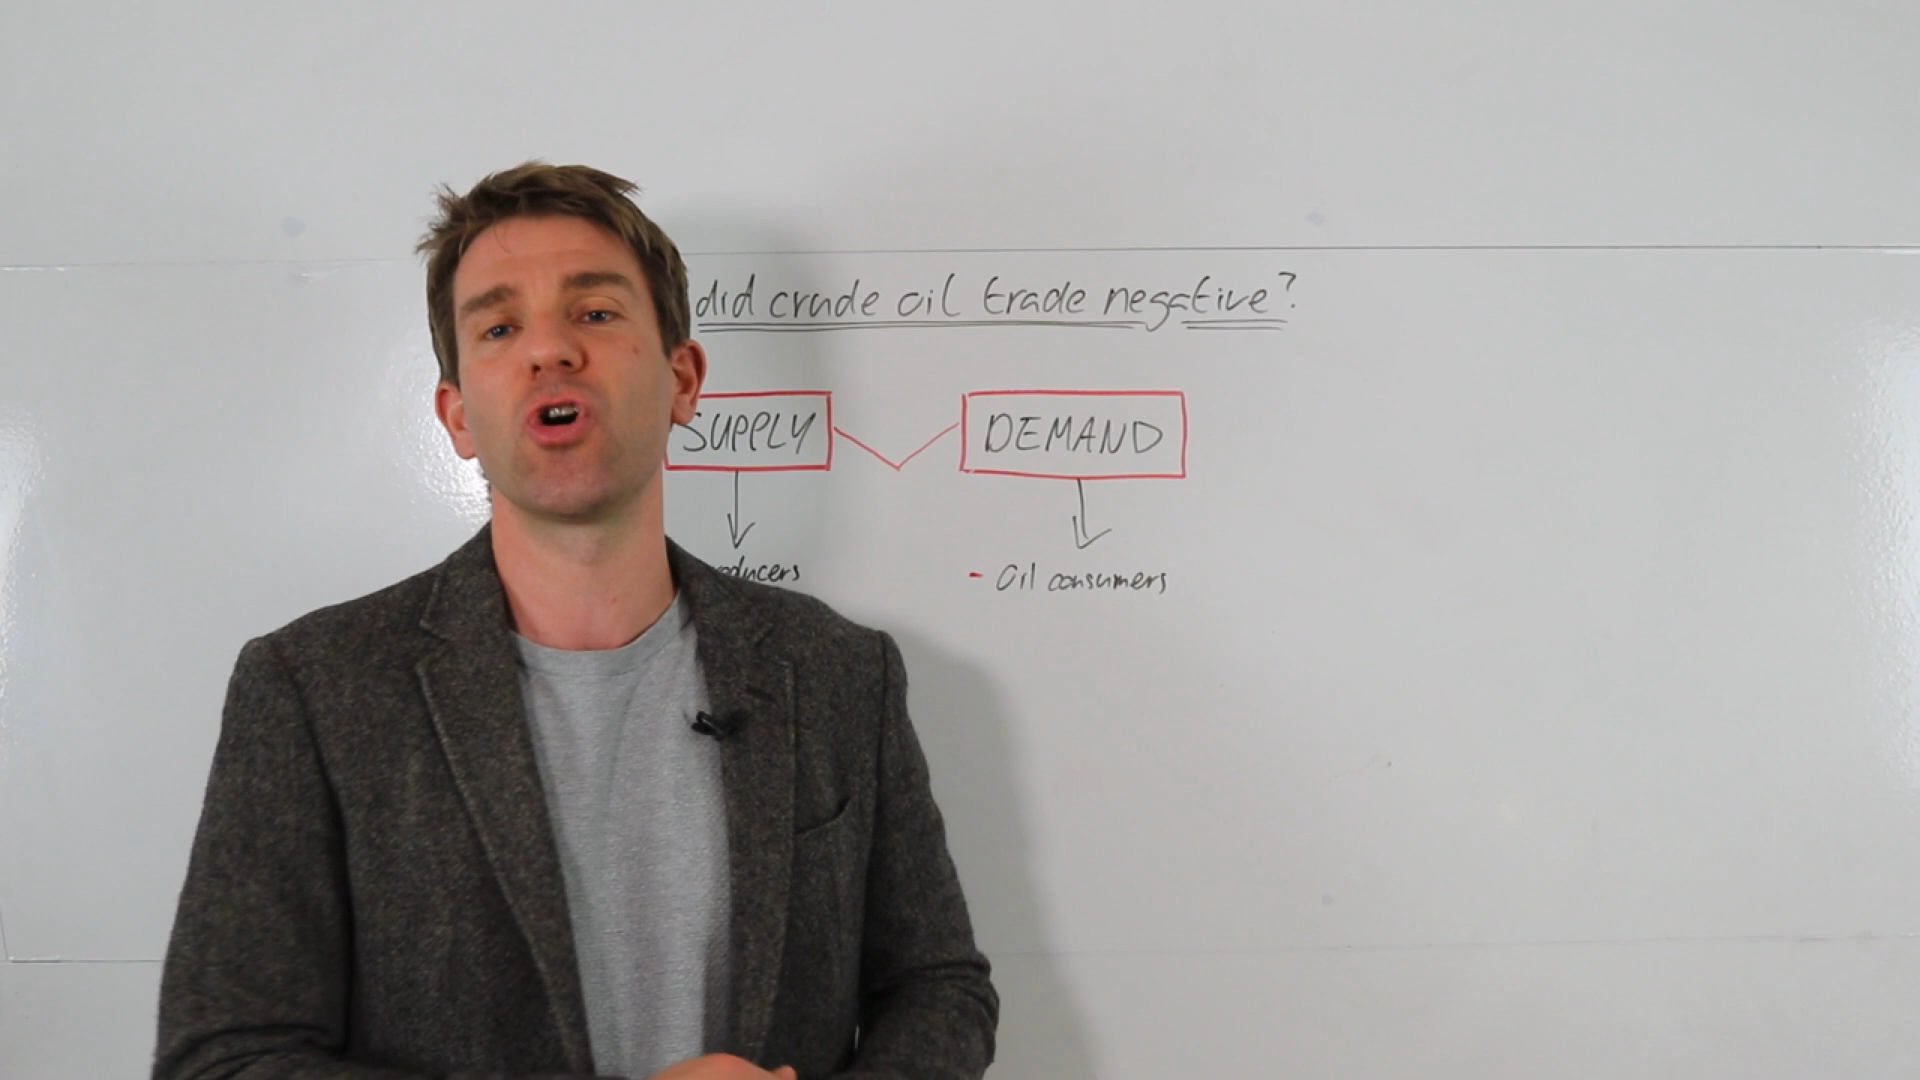 did crude oil trade negative?
SUPPLY DEMAND
- Oil consumers